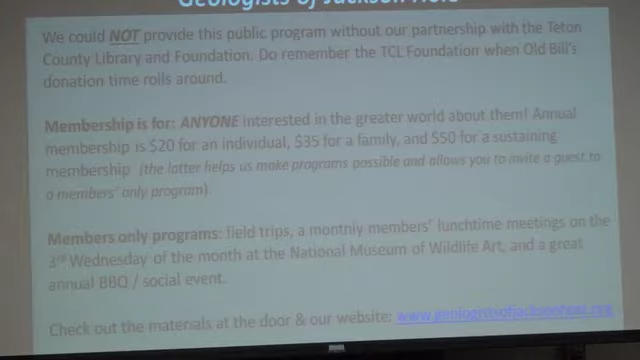 Geologists of Jackson Hole
We could NOT provide this public program without our partnership with the Teton
County Library and Foundation. Do remember the TCL Foundation when Old Bill's
donation time rolls around.
Membership is for: ANYONE interested in the greater world about them! Annual
membership is $20 for an individual, $35 for a family, and $50 for a sustaining
membership (the latter helps us make programs possible and allows you to invite a guest to
a members' only program).
Members only programs: field trips, a monthly members' lunchtime meetings on the
3rd Wednesday of the month at the National Museum of Wildlife Art, and a great
annual BBQ / social event.
Check out the materials at the door & our website: www.geologistsofjacksonhole.org